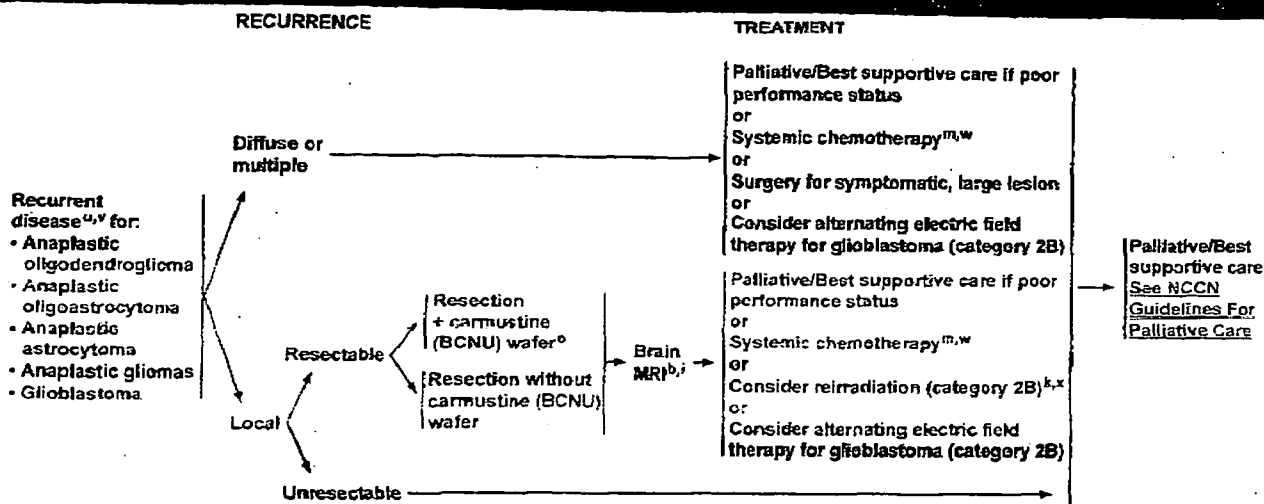 RECURRENCE
TREATMENT
Diffuse or
multiple
Recurrent
disease^u,v for:
• Anaplastic
oligodendroglioma
• Anaplastic
oligoastrocytoma
• Anaplastic
astrocytoma
• Anaplastic gliomas
• Glioblastoma
Local
Resectable
Unresectable
Resection
+ carmustine
(BCNU) wafer^o
Resection without
carmustine (BCNU)
wafer
Brain
MRI^b,i
Palliative/Best supportive care if poor
performance status
or
Systemic chemotherapy^m,w
or
Surgery for symptomatic, large lesion
or
Consider alternating electric field
therapy for glioblastoma (category 2B)
Palliative/Best supportive care if poor
performance status
or
Systemic chemotherapy^m,w
or
Consider reirradiation (category 2B)^k,x
or
Consider alternating electric field
therapy for glioblastoma (category 2B)
Palliative/Best
supportive care
See NCCN
Guidelines For
Palliative Care